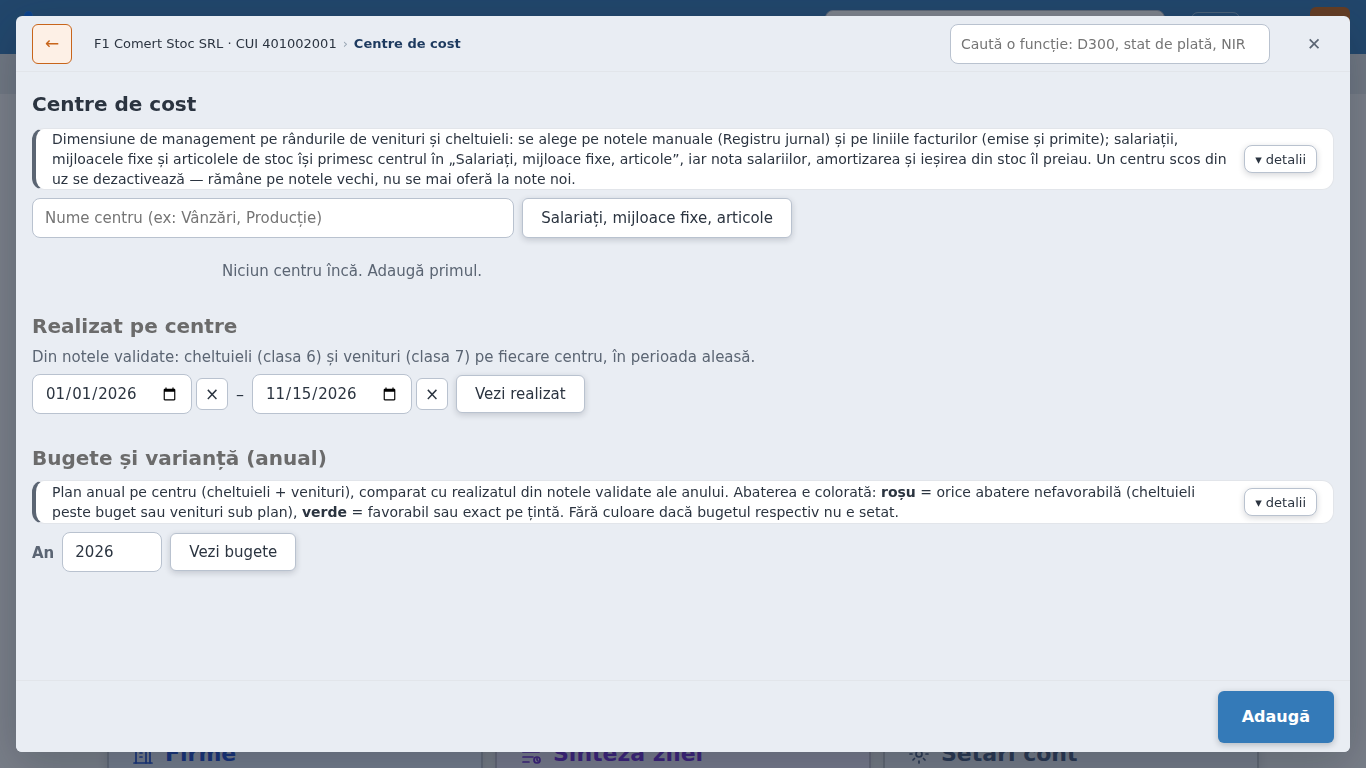 ←
F1 Comert Stoc SRL · CUI 401002001 › Centre de cost
Caută o funcție: D300, stat de plată, NIR
✕
Centre de cost
Dimensiune de management pe rândurile de venituri și cheltuieli: se alege pe notele manuale (Registru jurnal) și pe liniile facturilor (emise și primite); salariații,
mijloacele fixe și articolele de stoc își primesc centrul în „Salariați, mijloace fixe, articole”, iar nota salariilor, amortizarea și ieșirea din stoc îl preiau. Un centru scos din
uz se dezactivează — rămâne pe notele vechi, nu se mai oferă la note noi.
▾ detalii
Nume centru (ex: Vânzări, Producție)
Salariați, mijloace fixe, articole
Niciun centru încă. Adaugă primul.
Realizat pe centre
Din notele validate: cheltuieli (clasa 6) și venituri (clasa 7) pe fiecare centru, în perioada aleasă.
01/01/2026 × – 11/15/2026 × Vezi realizat
Bugete și varianță (anual)
Plan anual pe centru (cheltuieli + venituri), comparat cu realizatul din notele validate ale anului. Abaterea e colorată: roșu = orice abatere nefavorabilă (cheltuieli
peste buget sau venituri sub plan), verde = favorabil sau exact pe țintă. Fără culoare dacă bugetul respectiv nu e setat.
▾ detalii
An 2026 Vezi bugete
Adaugă
Firme
Sinteza zilei
Setări cont